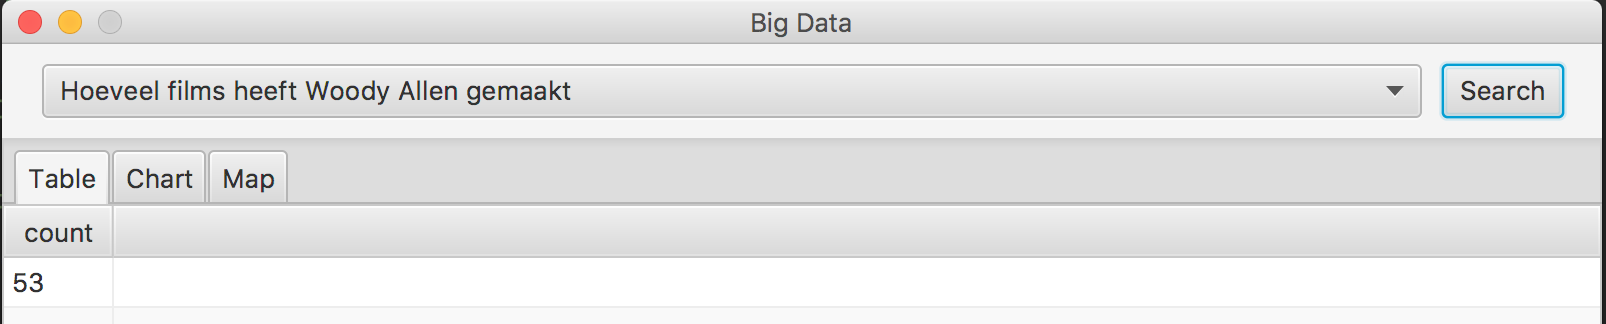 Big Data
Hoeveel films heeft Woody Allen gemaakt
Search
Table Chart Map
count
53